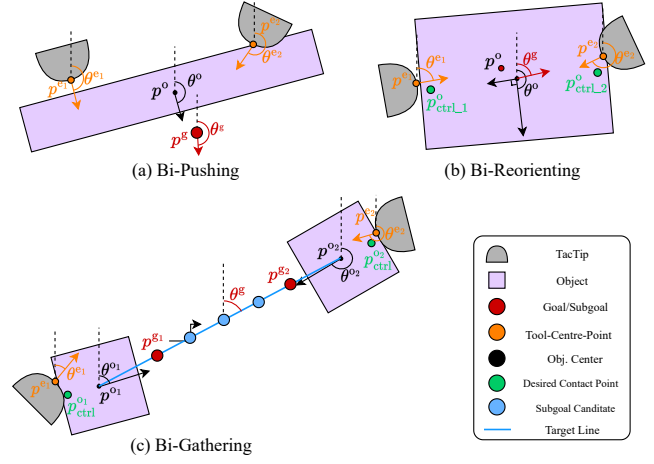 p^{e_1} θ^{e_1} p^o θ^o p^{e_2} θ^{e_2}
p^g θ^g
(a) Bi-Pushing
p^{e_1} θ^{e_1} p^o θ^g p^{e_2} θ^{e_2}
p^o_{ctrl_1} θ^o p^o_{ctrl_2}
(b) Bi-Reorienting
p^{e_1} θ^{e_1} p^{o_1} θ^{o_1} p^{o_1}_{ctrl}
p^{g_1} θ^g p^{g_2}
p^{o_2} θ^{o_2} p^{e_2} θ^{e_2} p^{o_2}_{ctrl}
(c) Bi-Gathering
TacTip
Object
Goal/Subgoal
Tool-Centre-Point
Obj. Center
Desired Contact Point
Subgoal Canditate
Target Line